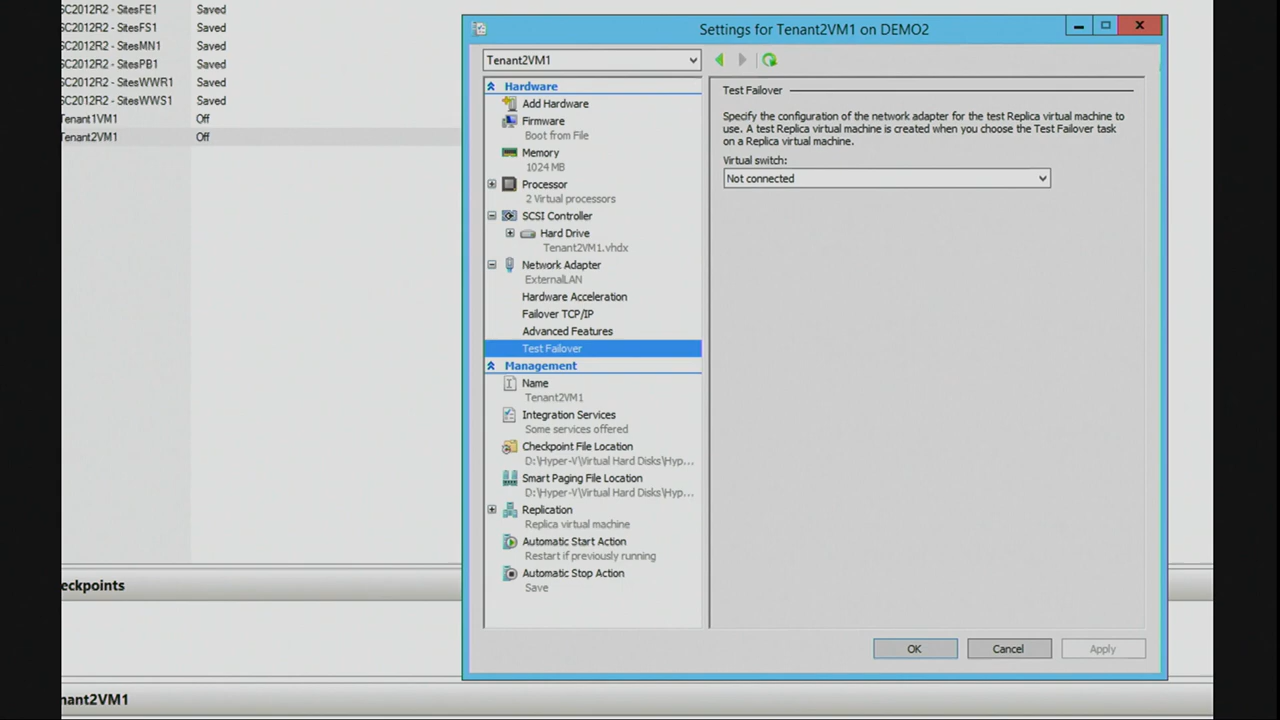 SC2012R2 - SitesFE1 Saved
SC2012R2 - SitesFS1 Saved
SC2012R2 - SitesMN1 Saved
SC2012R2 - SitesPB1 Saved
SC2012R2 - SitesWWR1 Saved
SC2012R2 - SitesWWS1 Saved
Tenant1VM1 Off
Tenant2VM1 Off
eckpoints
nant2VM1
Settings for Tenant2VM1 on DEMO2
Tenant2VM1
Hardware
Add Hardware
Firmware
Boot from File
Memory
1024 MB
Processor
2 Virtual processors
SCSI Controller
Hard Drive
Tenant2VM1.vhdx
Network Adapter
ExternalLAN
Hardware Acceleration
Failover TCP/IP
Advanced Features
Test Failover
Management
Name
Tenant2VM1
Integration Services
Some services offered
Checkpoint File Location
D:\Hyper-V\Virtual Hard Disks\Hyp...
Smart Paging File Location
D:\Hyper-V\Virtual Hard Disks\Hyp...
Replication
Replica virtual machine
Automatic Start Action
Restart if previously running
Automatic Stop Action
Save
Test Failover
Specify the configuration of the network adapter for the test Replica virtual machine to
use. A test Replica virtual machine is created when you choose the Test Failover task
on a Replica virtual machine.
Virtual switch:
Not connected
OK Cancel Apply